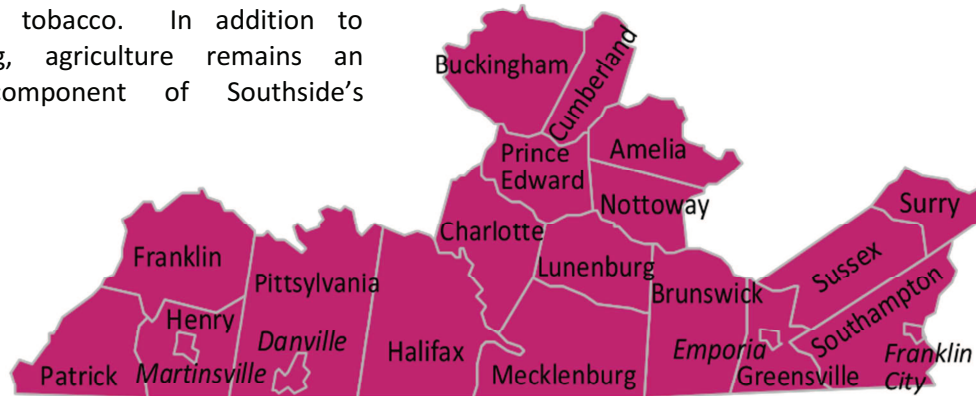 tobacco. In addition to
g, agriculture remains an
component of Southside's
Buckingham
Cumberland
Prince
Edward
Amelia
Nottoway
Charlotte
Surry
Franklin
Pittsylvania
Lunenburg
Brunswick
Sussex
Southampton
Henry
Danville
Halifax
Emporia
Franklin
City
Patrick
Martinsville
Mecklenburg
Greensville